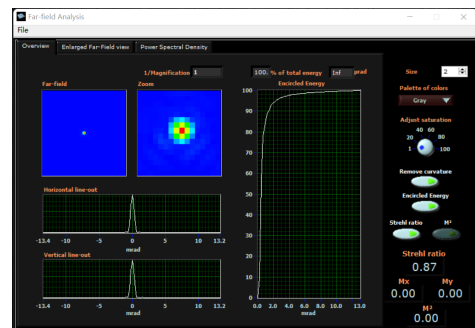 Far-field Analysis
File
Overview Enlarged Far-Field view Power Spectral Density
1/Magnification 1
100. % of total energy Inf µrad
Size 2
Far-field Zoom Encircled Energy
Palette of colors
Gray
Adjust saturation
1 20 40 60 80 100
100
90
80
70
60
50
40
30
20
10
0
0.0 2.0 4.0 6.0 8.0 10.0 13.0
mrad
Horizontal line-out
-13.4 -10 -5 0 5 10 13.2
mrad
Vertical line-out
-13.4 -10 -5 0 5 10 13.2
mrad
Remove curvature
Encircled Energy
Strehl ratio M²
Strehl ratio
0.87
Mx My
0.00 0.00
M²
0.00